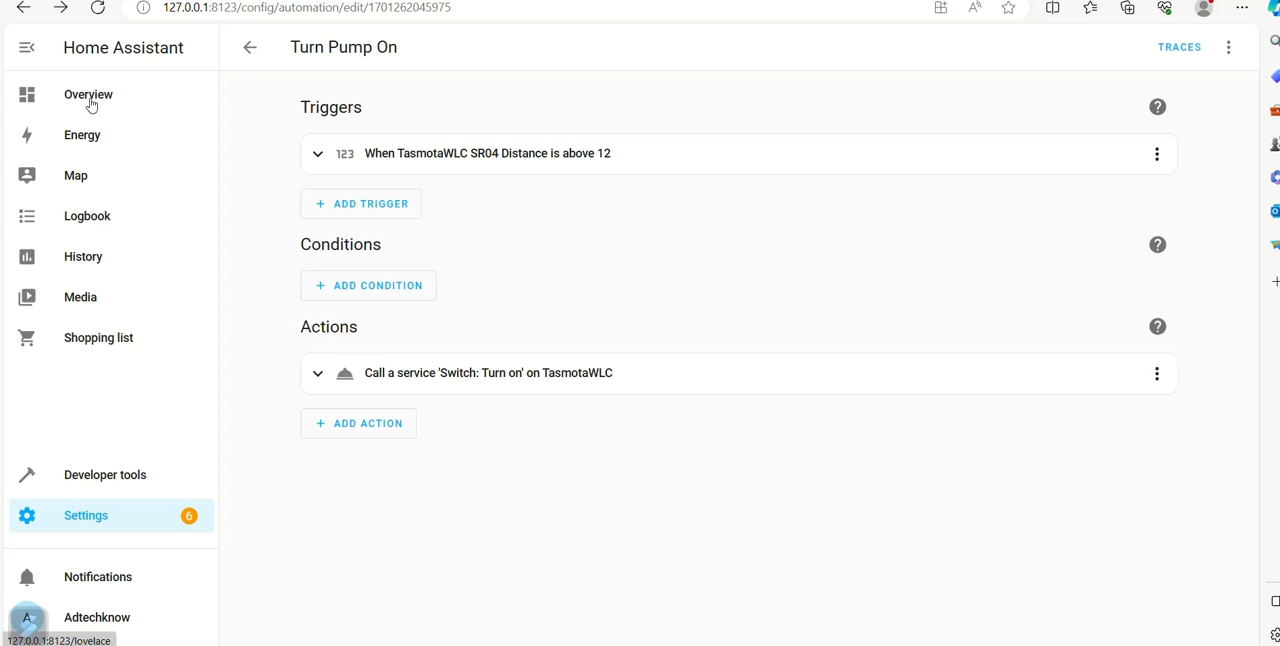 127.0.0.1:8123/config/automation/edit/1701262045975
Home Assistant
Turn Pump On
TRACES
Overview
Energy
Map
Logbook
History
Media
Shopping list
Developer tools
Settings
6
Notifications
A
Adtechknow
127.0.0.1:8123/lovelace
Triggers
123 When TasmotaWLC SR04 Distance is above 12
+ ADD TRIGGER
Conditions
+ ADD CONDITION
Actions
Call a service 'Switch: Turn on' on TasmotaWLC
+ ADD ACTION